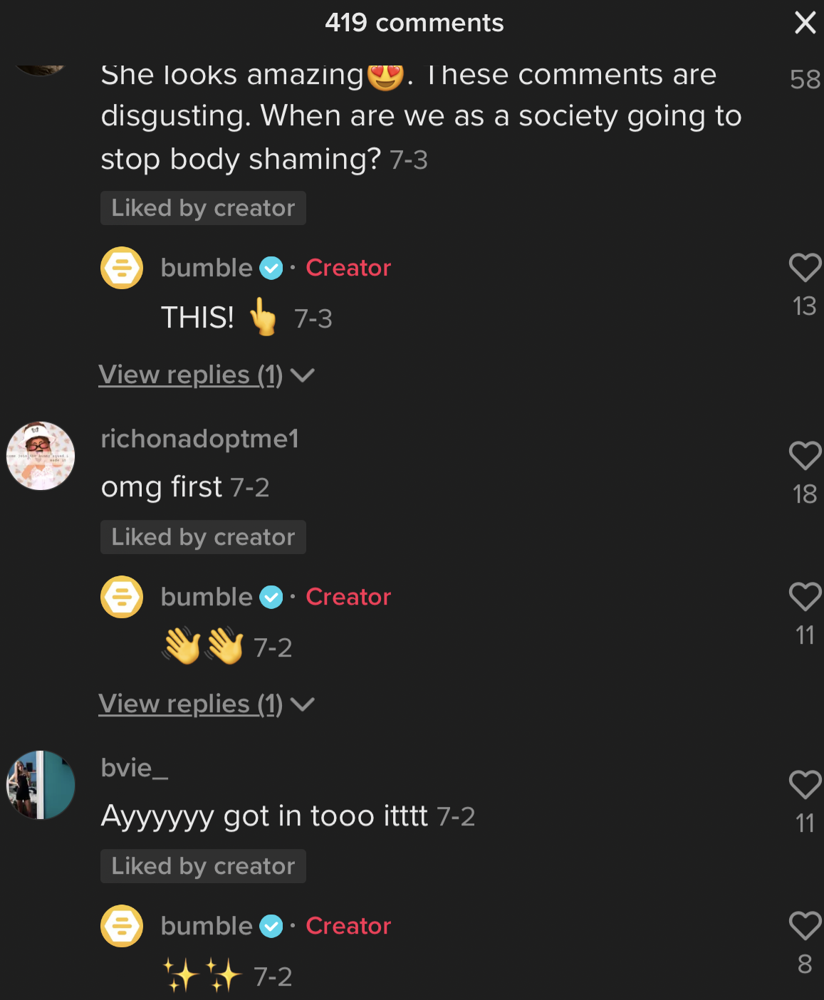 419 comments
She looks amazing😍. These comments are
58
disgusting. When are we as a society going to
stop body shaming? 7-3
Liked by creator
bumble · Creator
THIS! 👆 7-3
13
View replies (1)
richonadoptme1
omg first 7-2
18
Liked by creator
bumble · Creator
👋👋 7-2
11
View replies (1)
bvie_
Ayyyyyy got in tooo itttt 7-2
11
Liked by creator
bumble · Creator
✨✨ 7-2
8